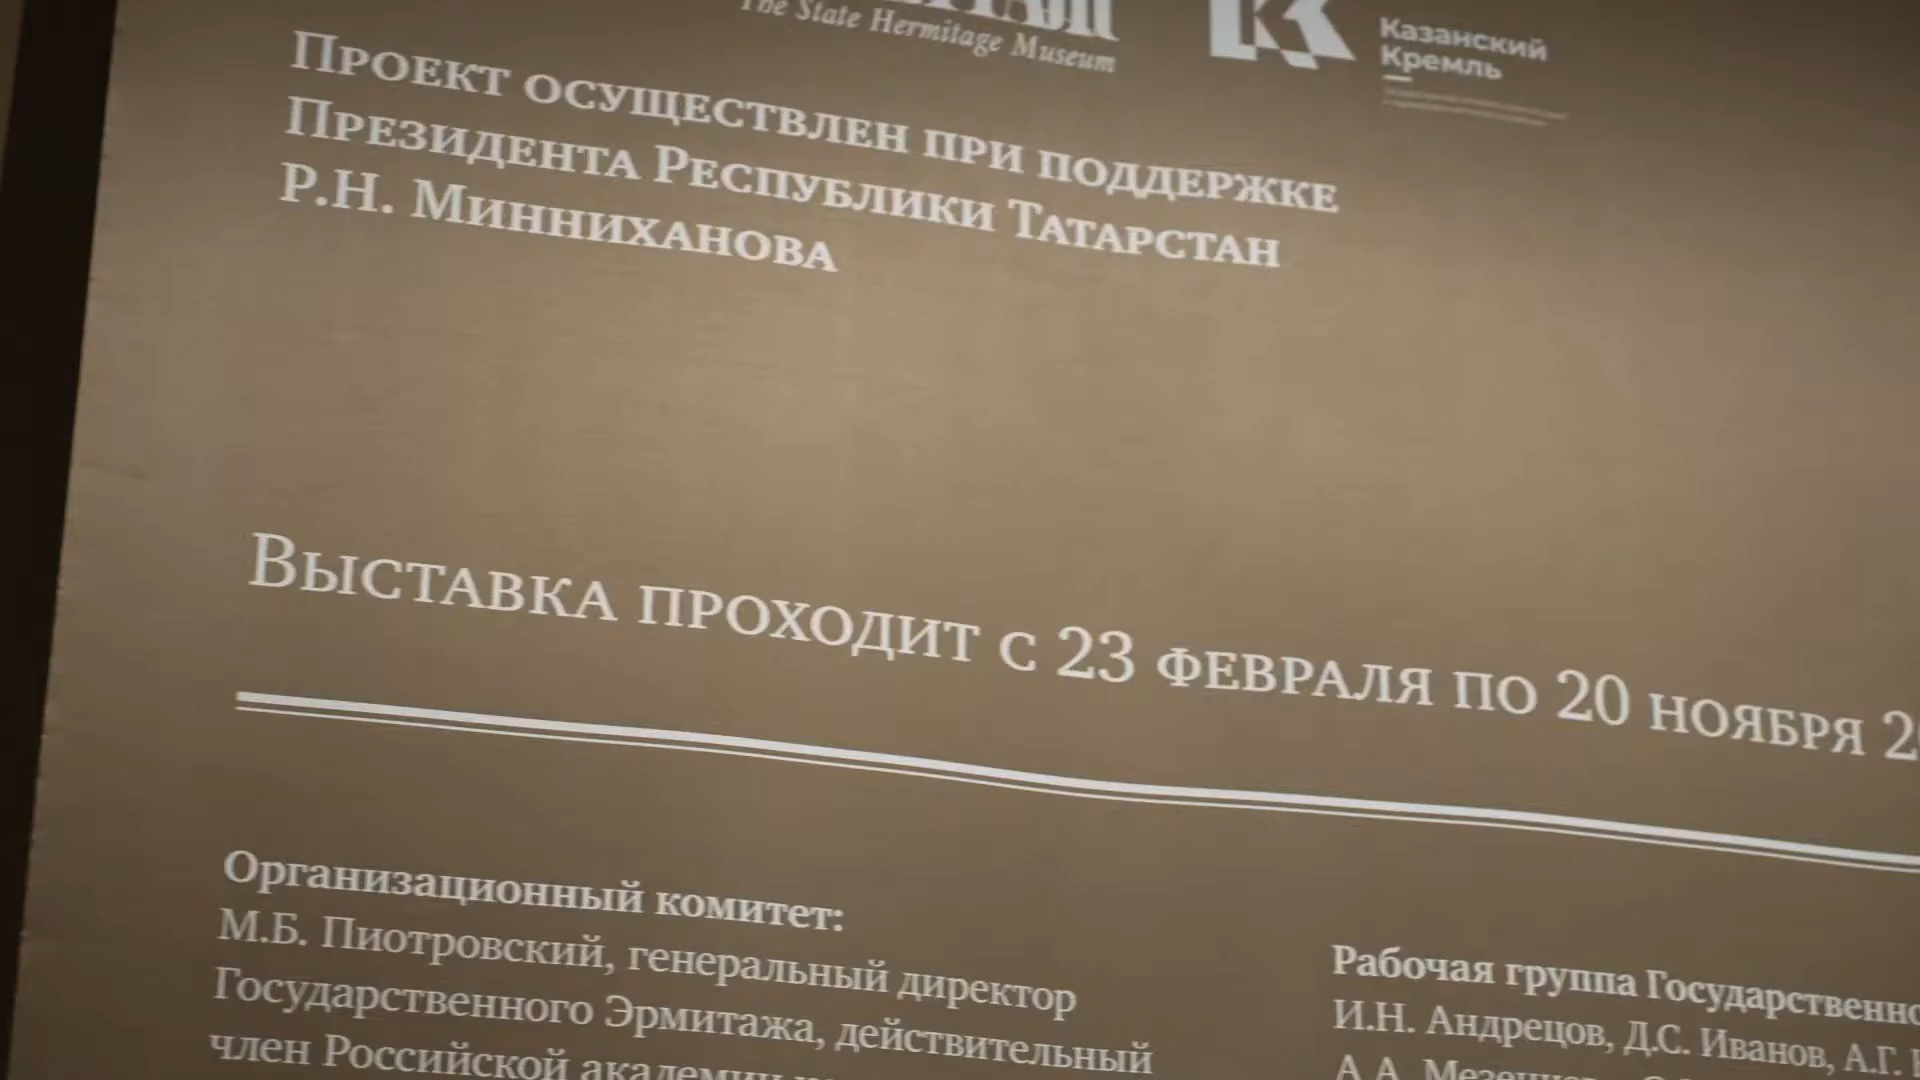 The State Hermitage Museum
Казанский
Кремль
Проект осуществлен при поддержке
Президента Республики Татарстан
Р.Н. Минниханова
Выставка проходит с 23 февраля по 20 ноября
Организационный комитет:
М.Б. Пиотровский, генеральный директор
Государственного Эрмитажа, действительный
член Российской академии
Рабочая группа
И.Н. Андрецов, Д.С. Иванов, А.Г.
А.А.